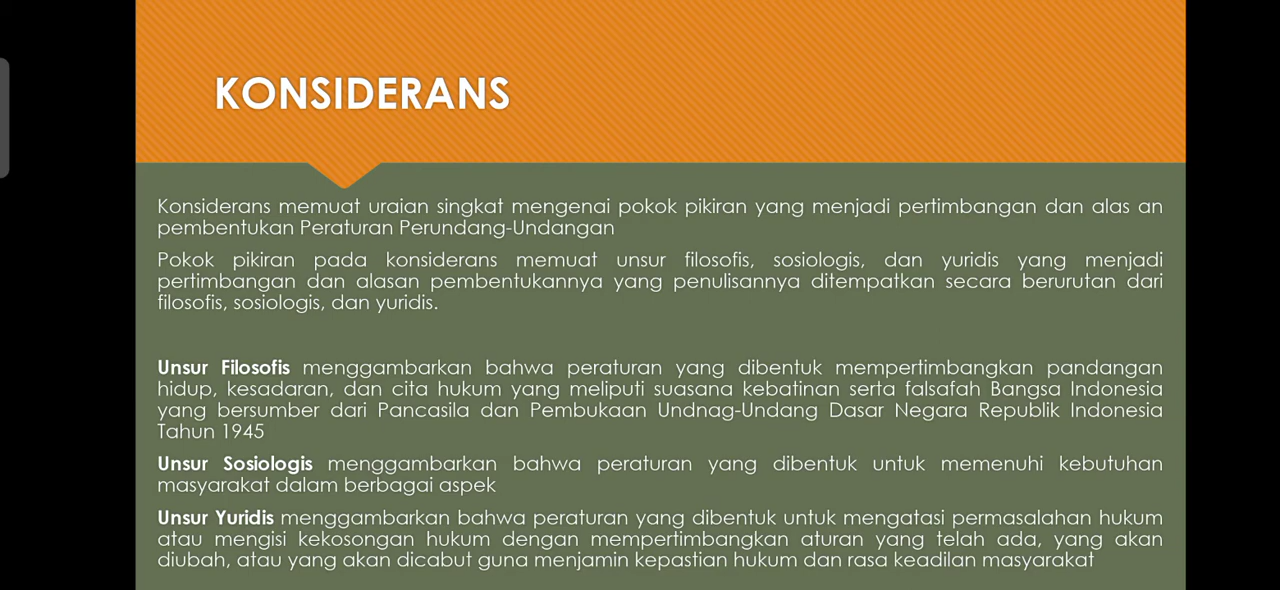 KONSIDERANS
Konsiderans memuat uraian singkat mengenai pokok pikiran yang menjadi pertimbangan dan alas an
pembentukan Peraturan Perundang-Undangan
Pokok pikiran pada konsiderans memuat unsur filosofis, sosiologis, dan yuridis yang menjadi
pertimbangan dan alasan pembentukannya yang penulisannya ditempatkan secara berurutan dari
filosofis, sosiologis, dan yuridis.
Unsur Filosofis menggambarkan bahwa peraturan yang dibentuk mempertimbangkan pandangan
hidup, kesadaran, dan cita hukum yang meliputi suasana kebatinan serta falsafah Bangsa Indonesia
yang bersumber dari Pancasila dan Pembukaan Undnag-Undang Dasar Negara Republik Indonesia
Tahun 1945
Unsur Sosiologis menggambarkan bahwa peraturan yang dibentuk untuk memenuhi kebutuhan
masyarakat dalam berbagai aspek
Unsur Yuridis menggambarkan bahwa peraturan yang dibentuk untuk mengatasi permasalahan hukum
atau mengisi kekosongan hukum dengan mempertimbangkan aturan yang telah ada, yang akan
diubah, atau yang akan dicabut guna menjamin kepastian hukum dan rasa keadilan masyarakat